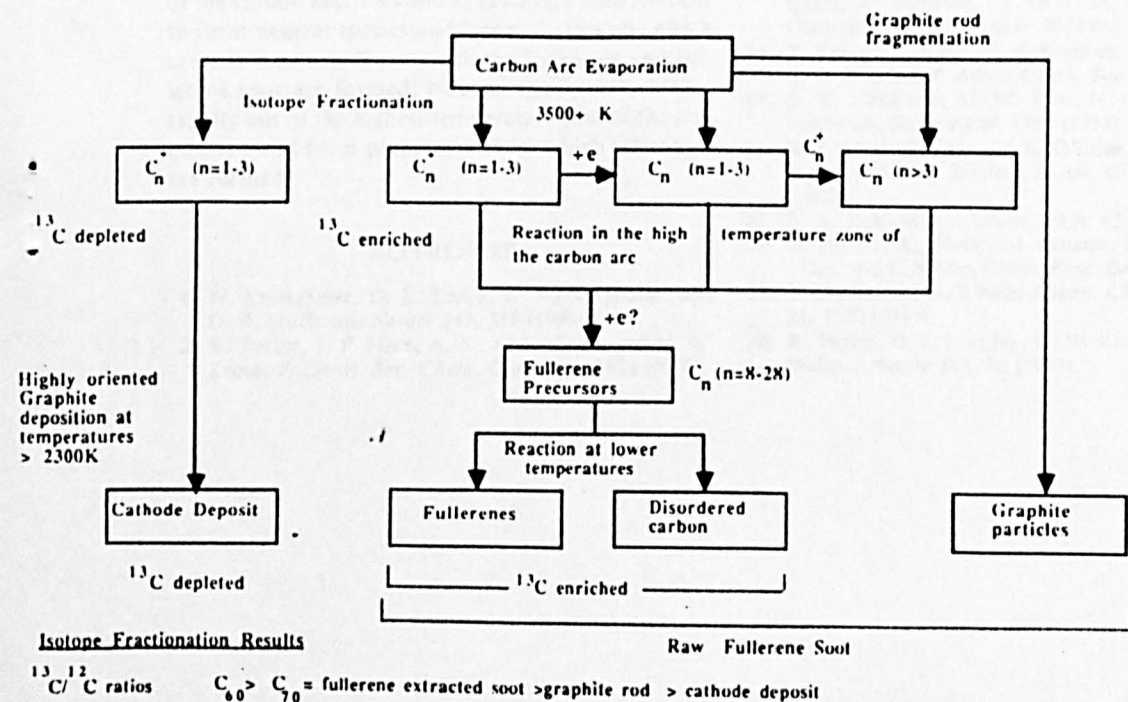 Graphite rod
fragmentation
Carbon Arc Evaporation
Isotope Fractionation
3500+ K
C_n^+ (n=1-3)
C_n^+ (n=1-3)
+e
C_n (n=1-3)
C_n^+
C_n (n>3)
13C depleted
13C enriched
Reaction in the high temperature zone of
the carbon arc
+e?
Fullerene
Precursors
C_n (n=8-28)
Highly oriented
Graphite
deposition at
temperatures
> 2300K
Reaction at lower
temperatures
Cathode Deposit
Fullerenes
Disordered
carbon
Graphite
particles
13C depleted
13C enriched
Raw Fullerene Soot
Isotope Fractionation Results
13C/12C ratios C60> C70= fullerene extracted soot >graphite rod > cathode deposit